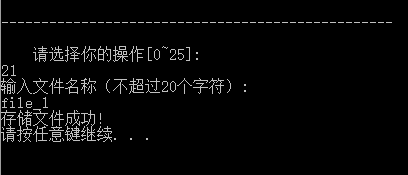 请选择你的操作[0~25]:
21
输入文件名称（不超过20个字符）:
file_1
存储文件成功!
请按任意键继续. . .